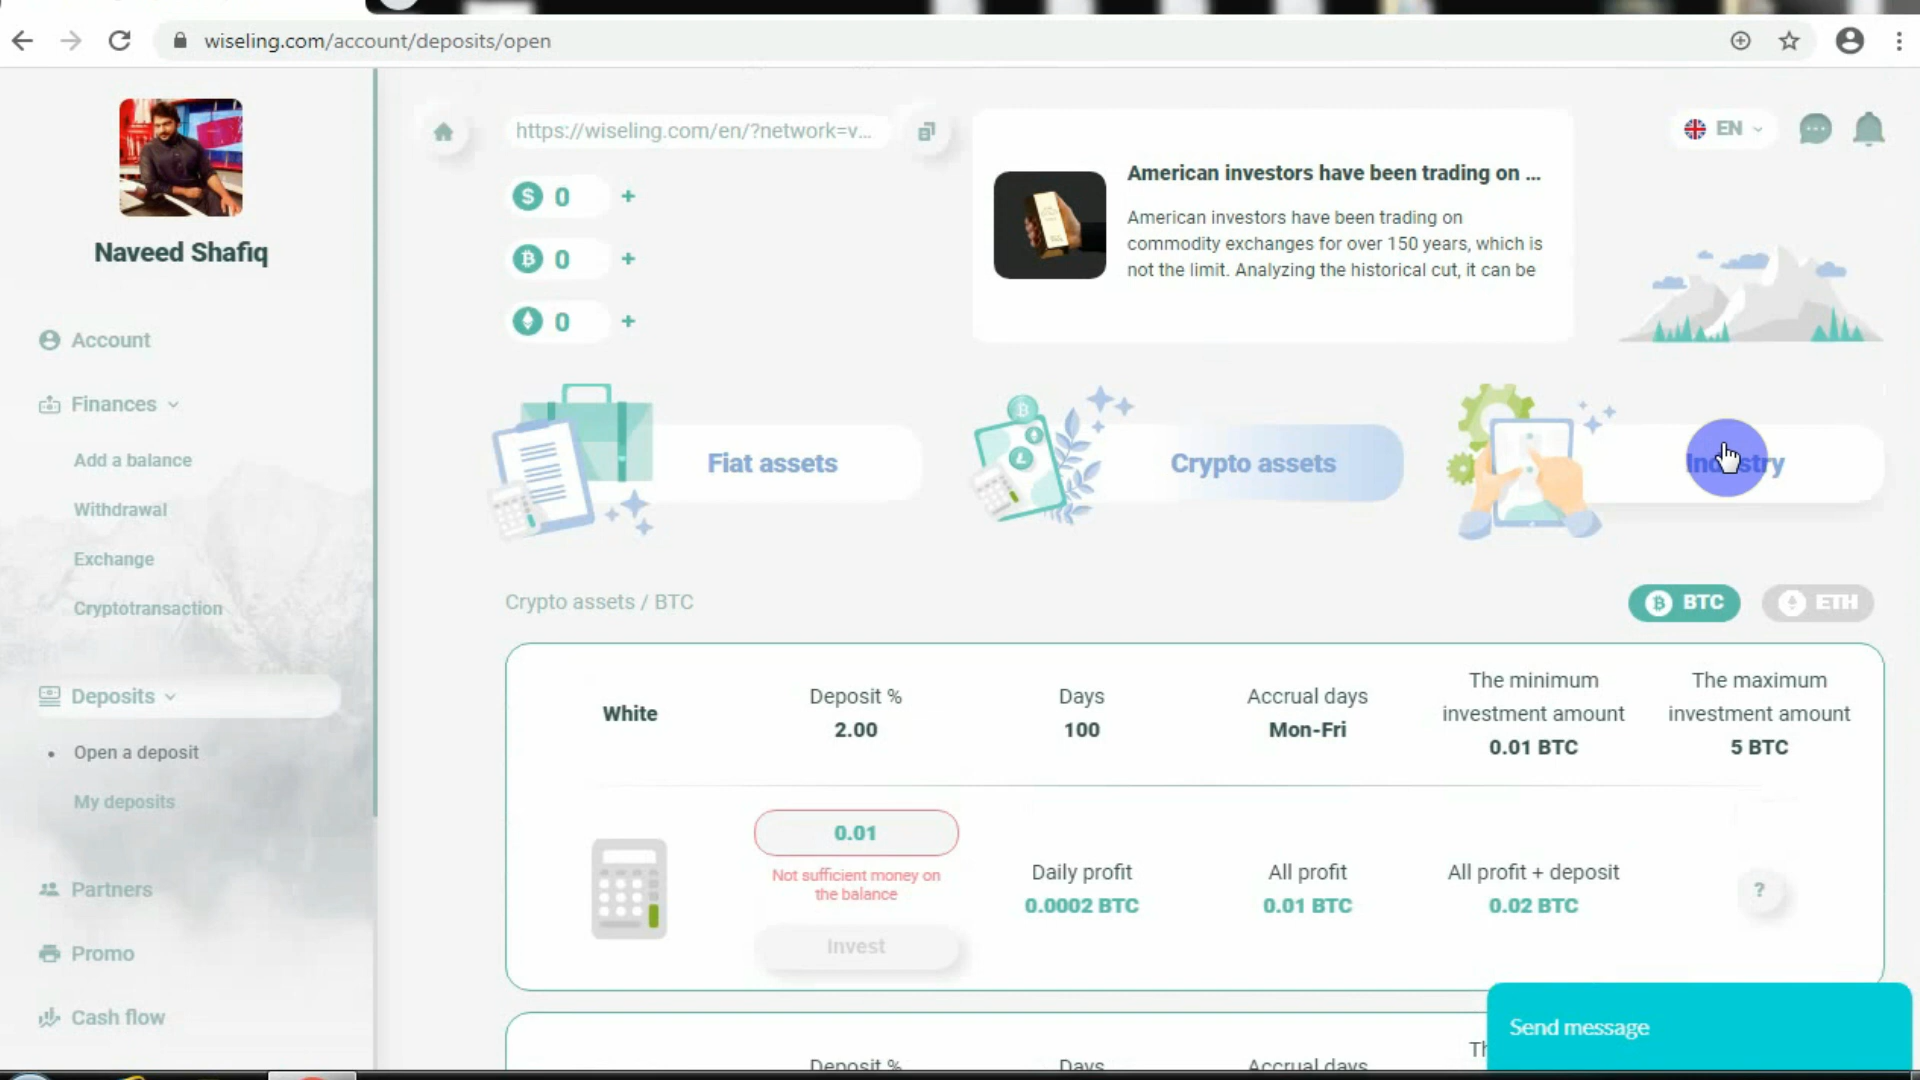 wiseling.com/account/deposits/open
Naveed Shafiq
Account
Finances
Add a balance
Withdrawal
Exchange
Cryptotransaction
Deposits
Open a deposit
My deposits
Partners
Promo
Cash flow
https://wiseling.com/en/?network=v...
0 +
0 +
0 +
American investors have been trading on ...
American investors have been trading on
commodity exchanges for over 150 years, which is
not the limit. Analyzing the historical cut, it can be
EN
Fiat assets
Crypto assets
Industry
Crypto assets / BTC
BTC
ETH
White
Deposit %
2.00
Days
100
Accrual days
Mon-Fri
The minimum
investment amount
0.01 BTC
The maximum
investment amount
5 BTC
0.01
Not sufficient money on
the balance
Invest
Daily profit
0.0002 BTC
All profit
0.01 BTC
All profit + deposit
0.02 BTC
?
Deposit %
Days
Accrual days
Send message